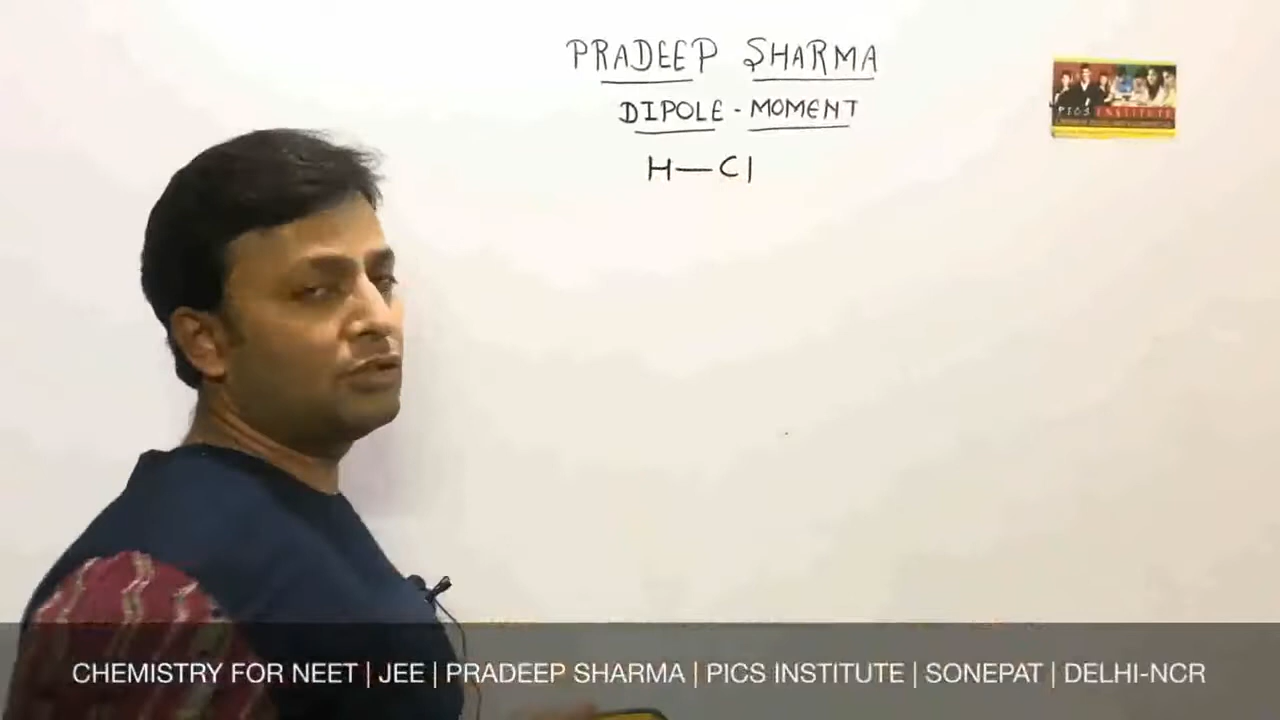 PRADEEP SHARMA
DIPOLE - MOMENT
H—Cl
PICS INSTITUTE
CHEMISTRY FOR NEET | JEE | PRADEEP SHARMA | PICS INSTITUTE | SONEPAT | DELHI-NCR